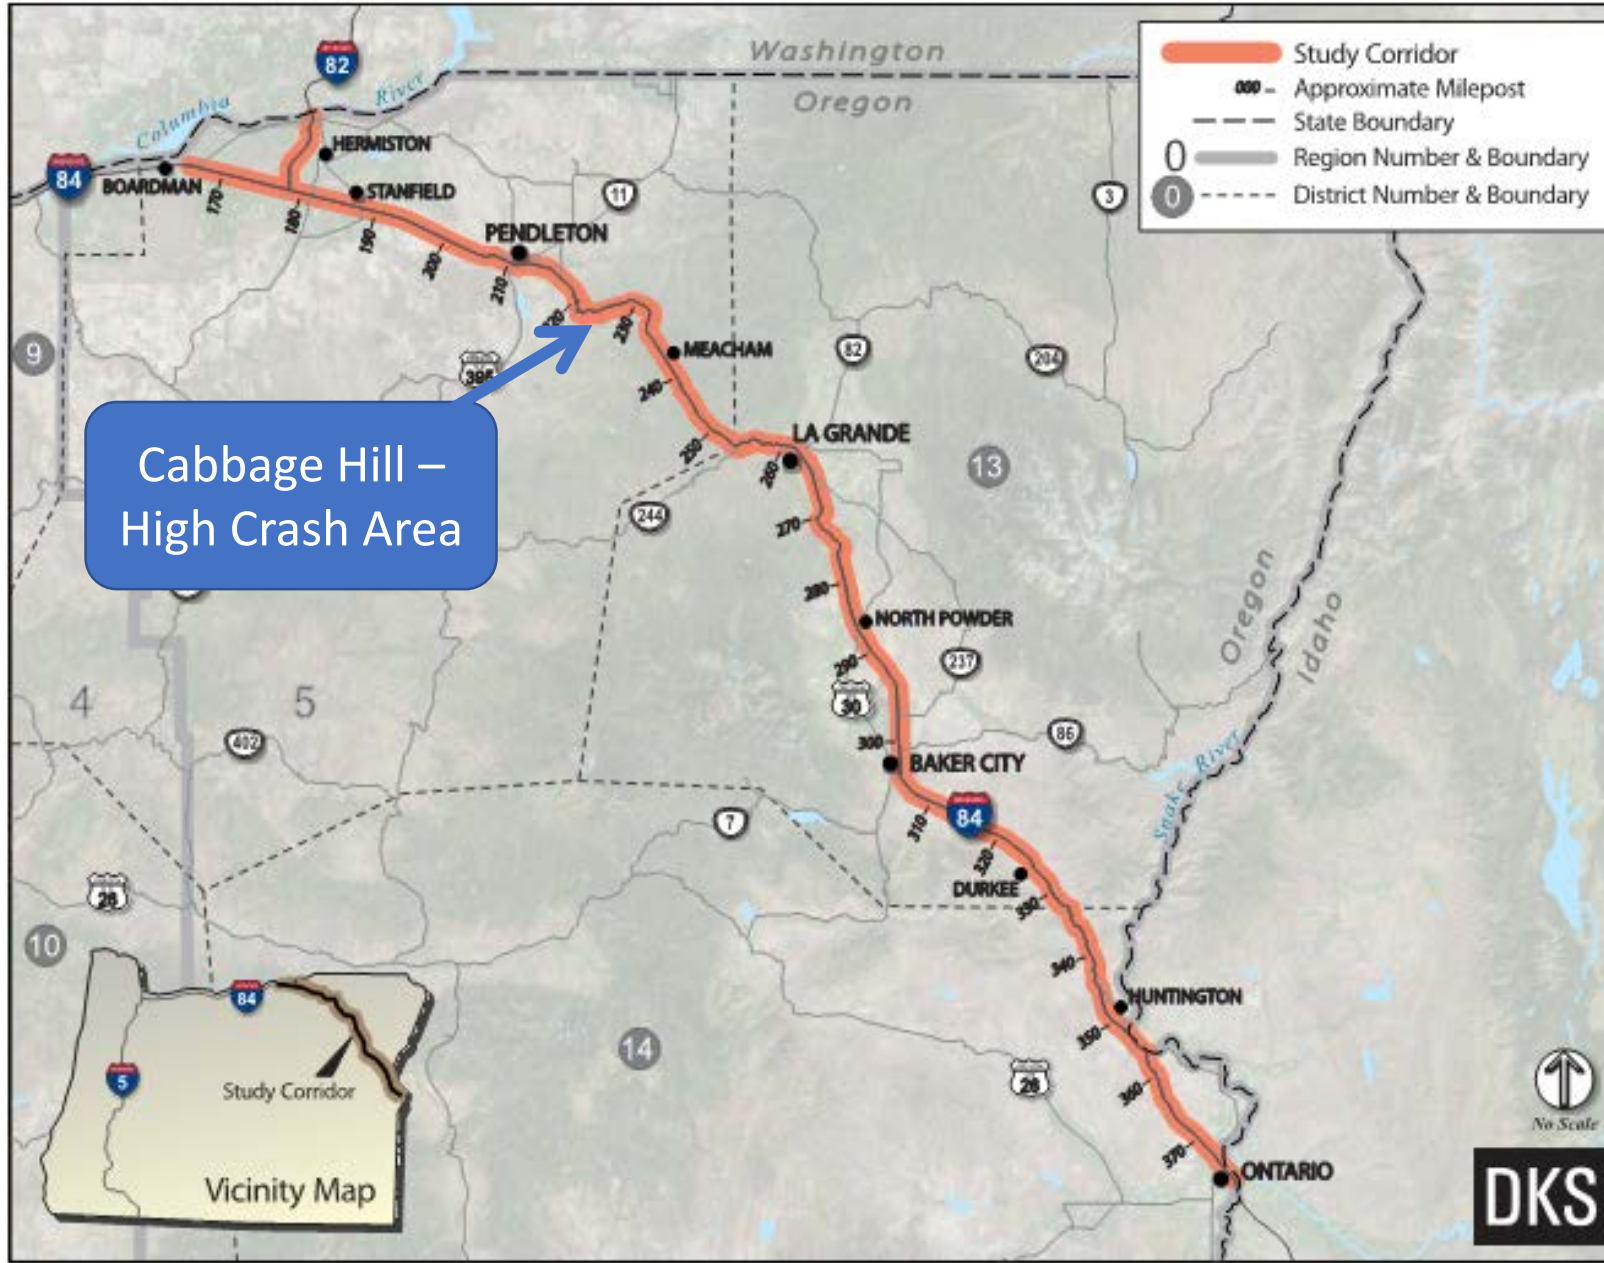 Washington
Oregon
Study Corridor
000 - Approximate Milepost
State Boundary
0 Region Number & Boundary
0 District Number & Boundary
82
Columbia
River
84
BOARDMAN
HERMISTON
STANFIELD
170
180
190
200
PENDLETON
210
11
3
220
230
9
395
MEACHAM
82
204
240
Cabbage Hill –
High Crash Area
250
LA GRANDE
260
13
244
270
280
NORTH POWDER
Oregon
Idaho
290
237
30
4
5
402
300
86
BAKER CITY
Snake River
7
310
84
320
DURKEE
330
26
10
340
HUNTINGTON
350
14
26
360
370
ONTARIO
84
5
Study Corridor
Vicinity Map
No Scale
DKS